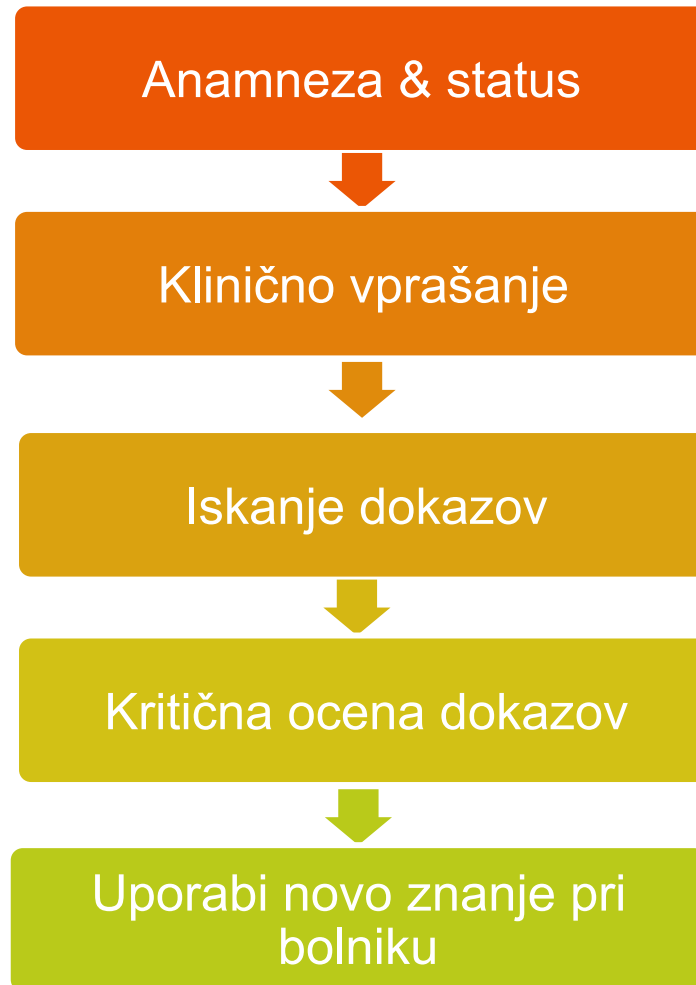 Anamneza & status
Klinično vprašanje
Iskanje dokazov
Kritična ocena dokazov
Uporabi novo znanje pri
bolniku